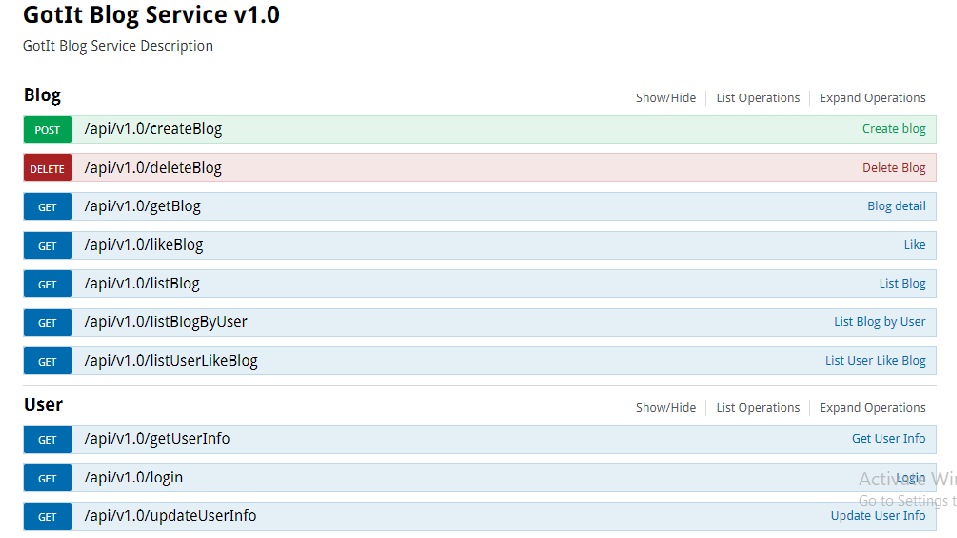 GotIt Blog Service v1.0
GotIt Blog Service Description
Blog Show/Hide List Operations Expand Operations
POST /api/v1.0/createBlog Create blog
DELETE /api/v1.0/deleteBlog Delete Blog
GET /api/v1.0/getBlog Blog detail
GET /api/v1.0/likeBlog Like
GET /api/v1.0/listBlog List Blog
GET /api/v1.0/listBlogByUser List Blog by User
GET /api/v1.0/listUserLikeBlog List User Like Blog
User Show/Hide List Operations Expand Operations
GET /api/v1.0/getUserInfo Get User Info
GET /api/v1.0/login Login
Activate Win
Go to Settings t
GET /api/v1.0/updateUserInfo Update User Info